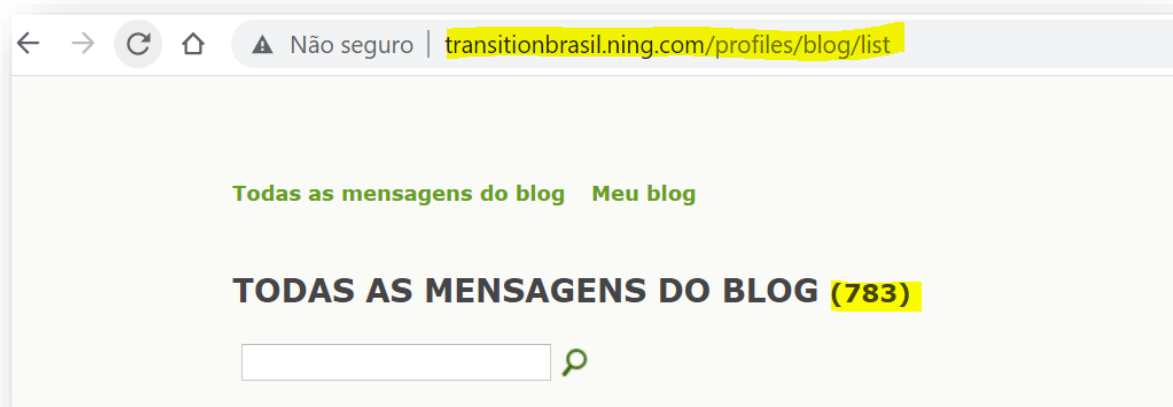 Não seguro | transitionbrasil.ning.com/profiles/blog/list
Todas as mensagens do blog Meu blog
TODAS AS MENSAGENS DO BLOG (783)